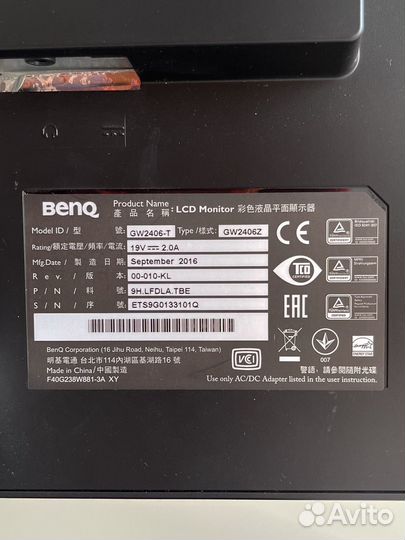 BenQ
Product Name: LCD Monitor 彩色液晶平面顯示器
產 品 名 稱:
Model ID / 型 號: GW2406-T Type /樣式: GW2406Z
Rating/額定電壓/頻率/電流: 19V⎓ 2.0A
Mfg.Date / 製 造 日 期: September 2016
R e v . / 版 本: 00-010-KL
P / N / 料 號: 9H.LFDLA.TBE
S / N / 序 號: ETS9G0133101Q
BenQ Corporation (16 Jihu Road, Neihu, Taipei 114, Taiwan)
明基電通 台北市114內湖區基湖路16 號
Made in China / 中國製造
F40G238W881-3A XY
CE
TCO
EAC
VCI
007
Use only AC/DC Adapter listed in the user instruction.
警語: 請參閱隨附光碟
Avito